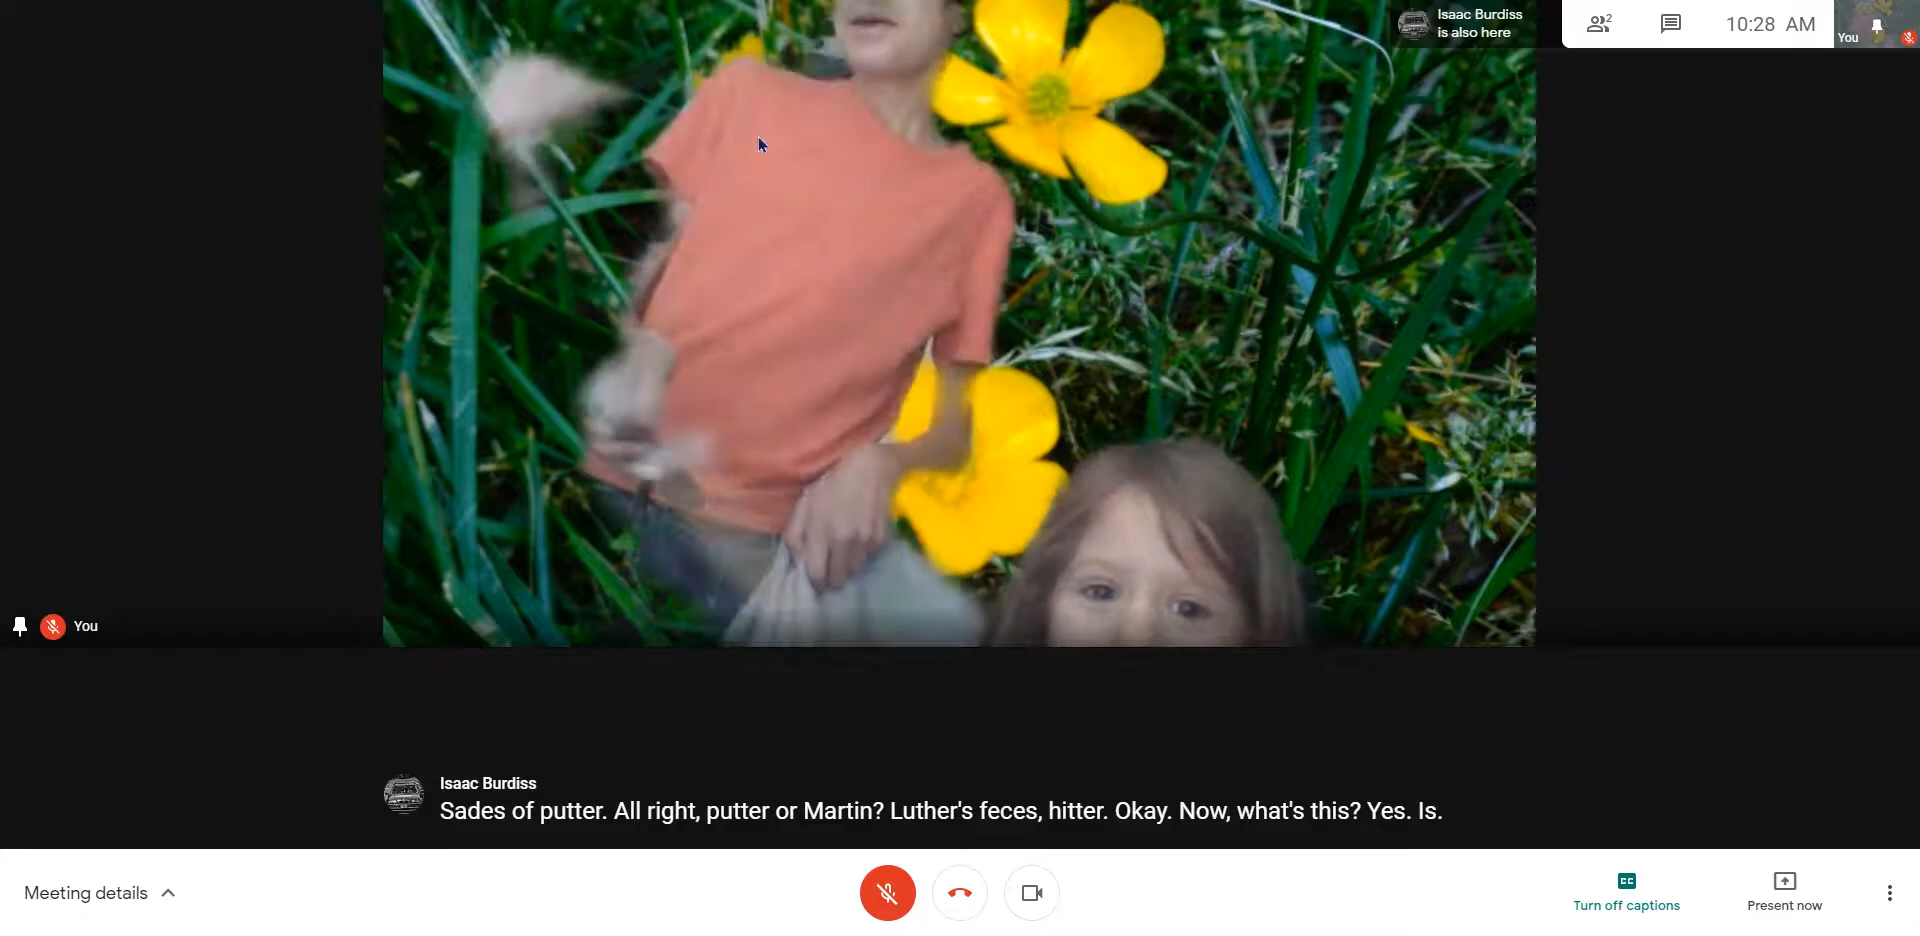 Isaac Burdiss
is also here
2
10:28 AM
You
You
Isaac Burdiss
Sades of putter. All right, putter or Martin? Luther's feces, hitter. Okay. Now, what's this? Yes. Is.
Meeting details
CC
Turn off captions
Present now